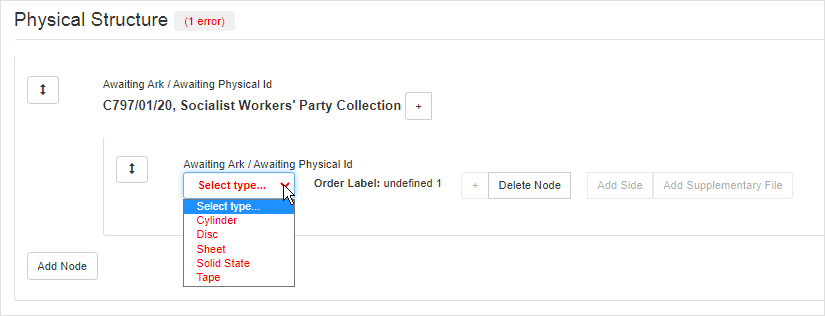 Physical Structure (1 error)
Awaiting Ark / Awaiting Physical Id
C797/01/20, Socialist Workers' Party Collection +
Awaiting Ark / Awaiting Physical Id
Select type... Order Label: undefined 1 + Delete Node Add Side Add Supplementary File
Select type...
Cylinder
Disc
Sheet
Solid State
Tape
Add Node